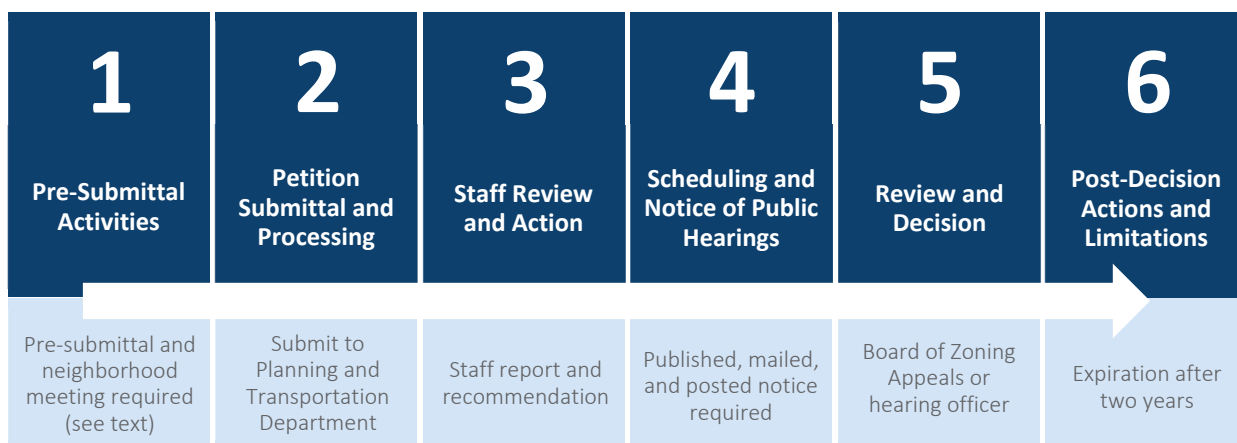 1
Pre-Submittal
Activities
Pre-submittal and
neighborhood
meeting required
(see text)
2
Petition
Submittal and
Processing
Submit to
Planning and
Transportation
Department
3
Staff Review
and Action
Staff report and
recommendation
4
Scheduling and
Notice of Public
Hearings
Published, mailed,
and posted notice
required
5
Review and
Decision
Board of Zoning
Appeals or
hearing officer
6
Post-Decision
Actions and
Limitations
Expiration after
two years